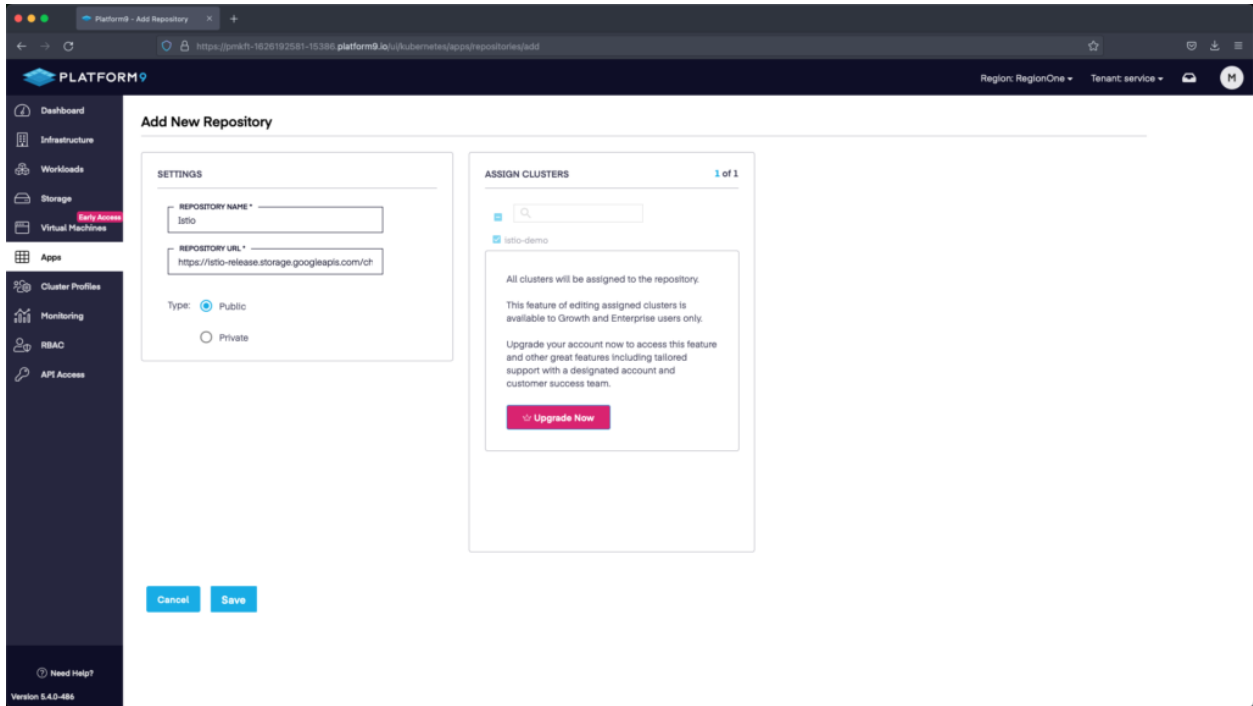 Platform9 - Add Repository
https://pmkft-1626192581-15386.platform9.io/ui/kubernetes/apps/repositories/add
PLATFORM9
Region: RegionOne
Tenant: service
M
Dashboard
Infrastructure
Workloads
Storage
Early Access
Virtual Machines
Apps
Cluster Profiles
Monitoring
RBAC
API Access
Need Help?
Version 5.4.0-486
Add New Repository
SETTINGS
REPOSITORY NAME *
Istio
REPOSITORY URL *
https://istio-release.storage.googleapis.com/ch
Type:
Public
Private
ASSIGN CLUSTERS
1 of 1
istio-demo
All clusters will be assigned to the repository.
This feature of editing assigned clusters is
available to Growth and Enterprise users only.
Upgrade your account now to access this feature
and other great features including tailored
support with a designated account and
customer success team.
Upgrade Now
Cancel
Save